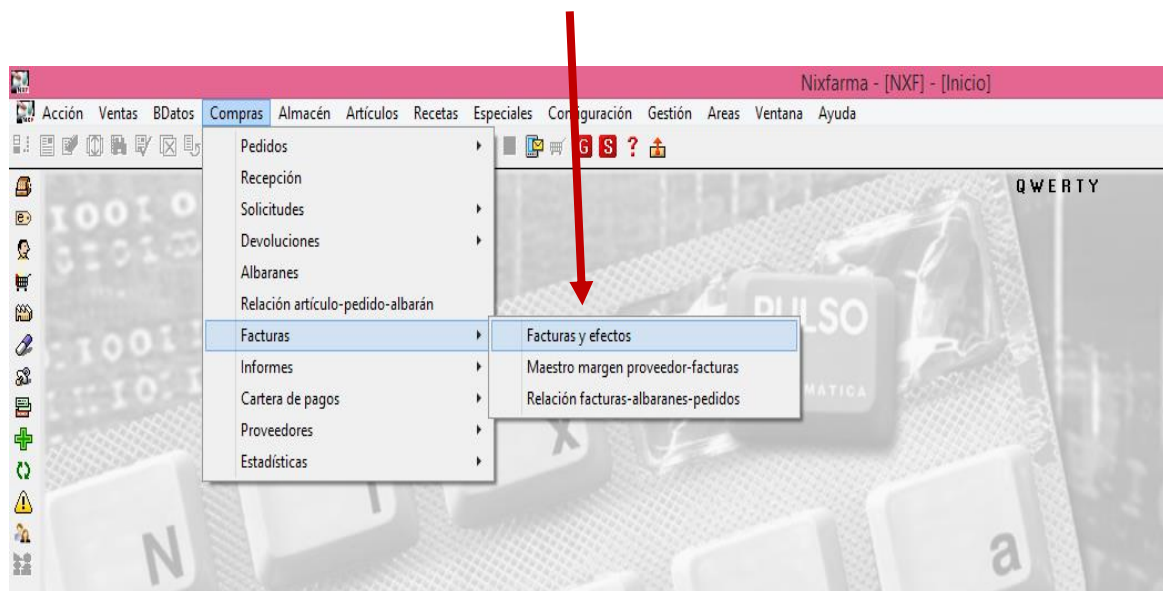 Nixfarma - [NXF] - [Inicio]
Acción Ventas BDatos Compras Almacén Artículos Recetas Especiales Configuración Gestión Areas Ventana Ayuda
G S ?
QWERTY
Pedidos
Recepción
Solicitudes
Devoluciones
Albaranes
Relación artículo-pedido-albarán
Facturas
Informes
Cartera de pagos
Proveedores
Estadísticas
Facturas y efectos
Maestro margen proveedor-facturas
Relación facturas-albaranes-pedidos
PULSO
N
i
x
a